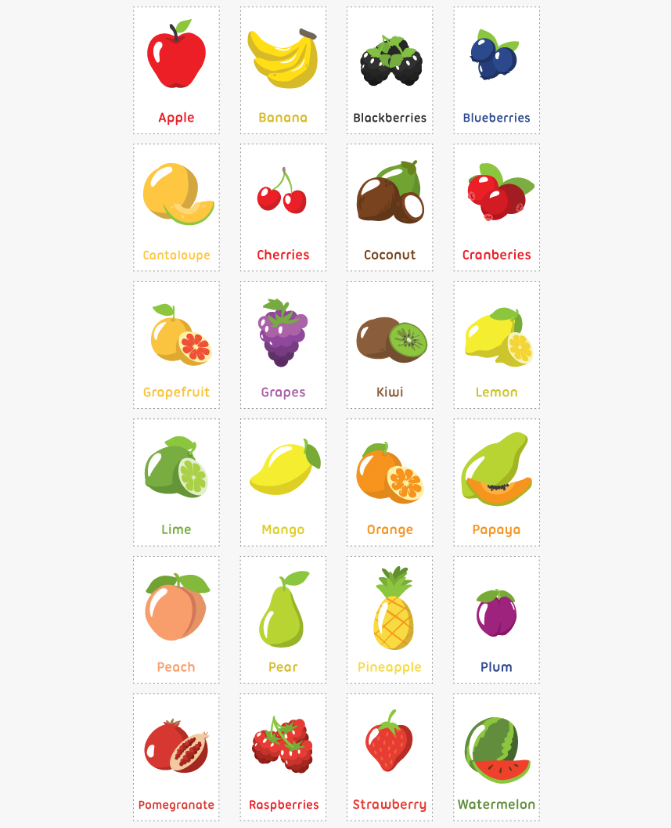 Apple
Banana
Blackberries
Blueberries
Cantaloupe
Cherries
Coconut
Cranberies
Grapefruit
Grapes
Kiwi
Lemon
Lime
Mango
Orange
Papaya
Peach
Pear
Pineapple
Plum
Pomegranate
Raspberries
Strawberry
Watermelon